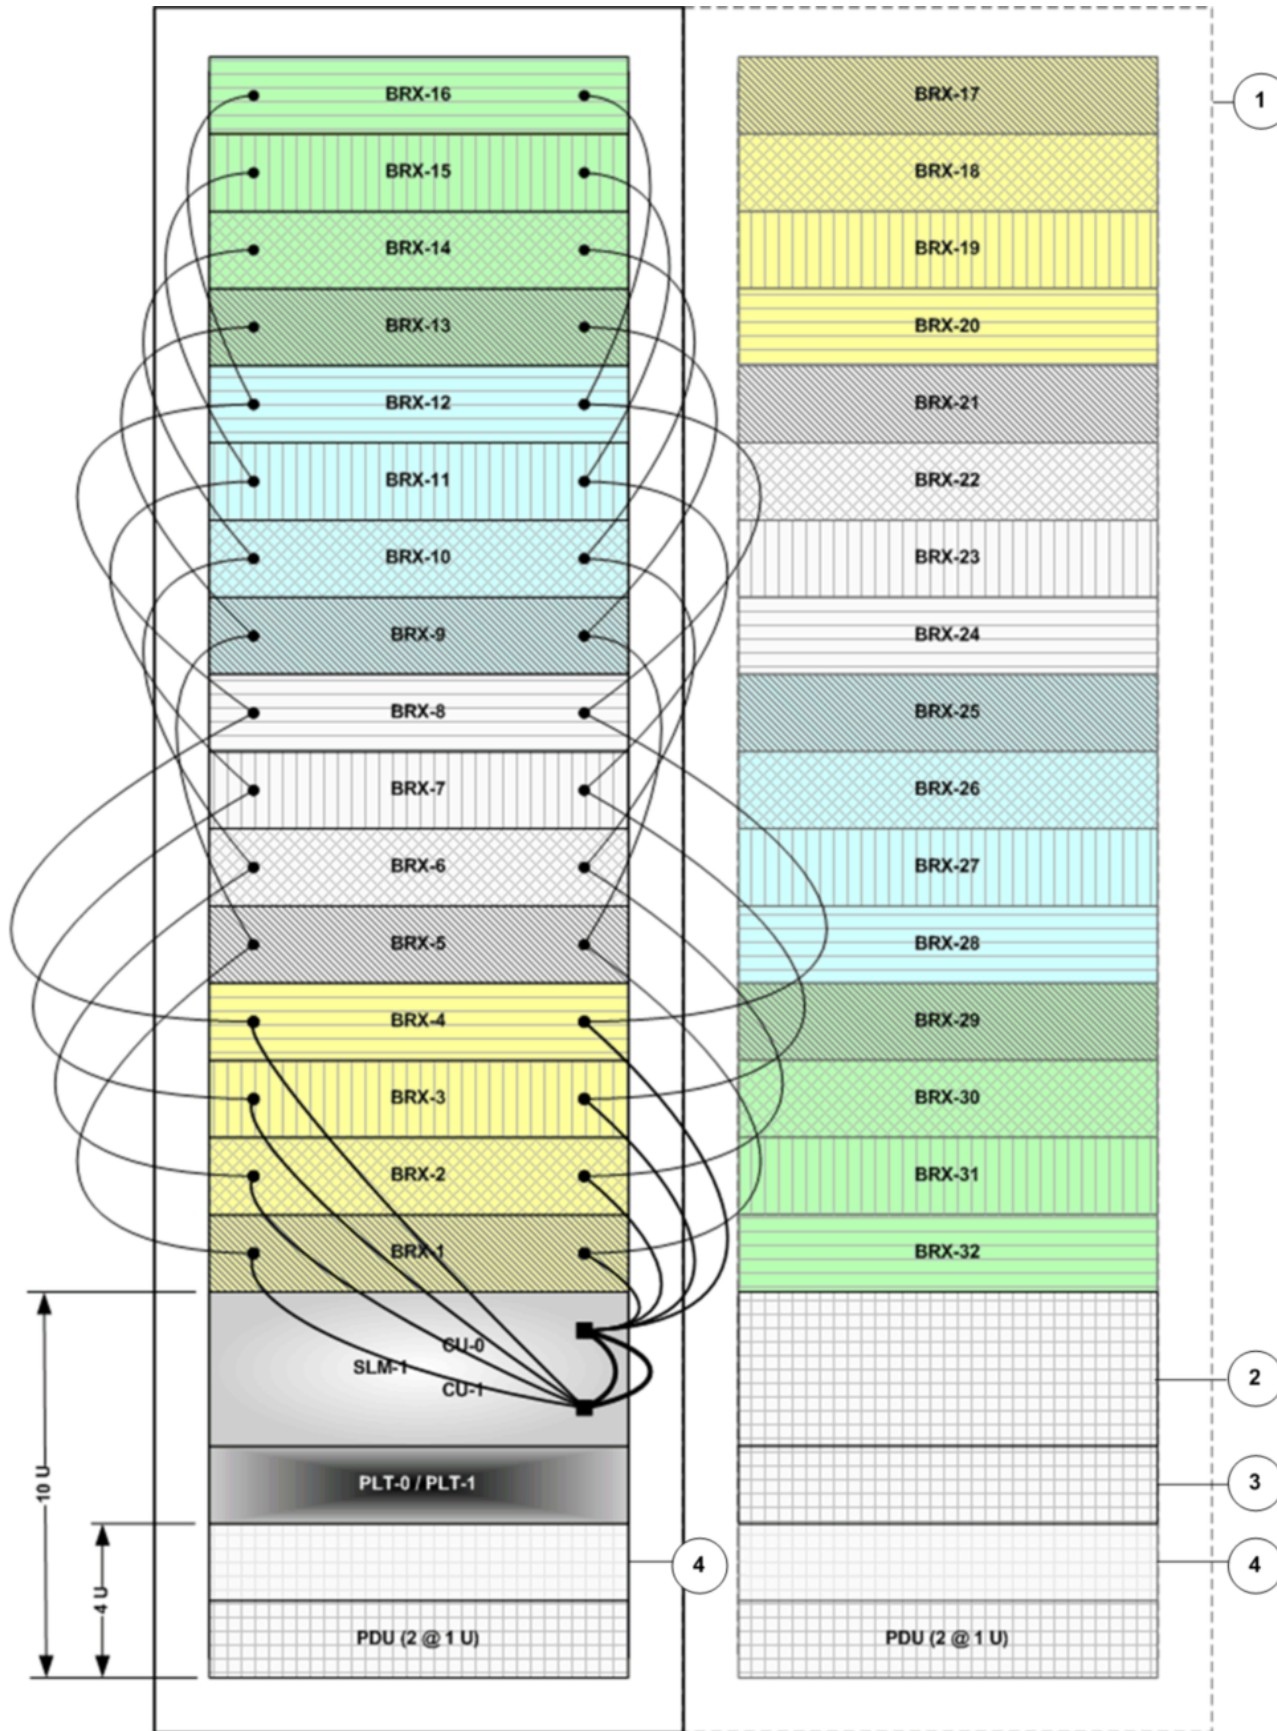 1
BRX-16
BRX-15
BRX-14
BRX-13
BRX-12
BRX-11
BRX-10
BRX-9
BRX-8
BRX-7
BRX-6
BRX-5
BRX-4
BRX-3
BRX-2
BRX-1
CU-0
SLM-1
CU-1
PLT-0 / PLT-1
PDU (2 @ 1 U)
10 U
4 U
4
BRX-17
BRX-18
BRX-19
BRX-20
BRX-21
BRX-22
BRX-23
BRX-24
BRX-25
BRX-26
BRX-27
BRX-28
BRX-29
BRX-30
BRX-31
BRX-32
2
3
4
PDU (2 @ 1 U)